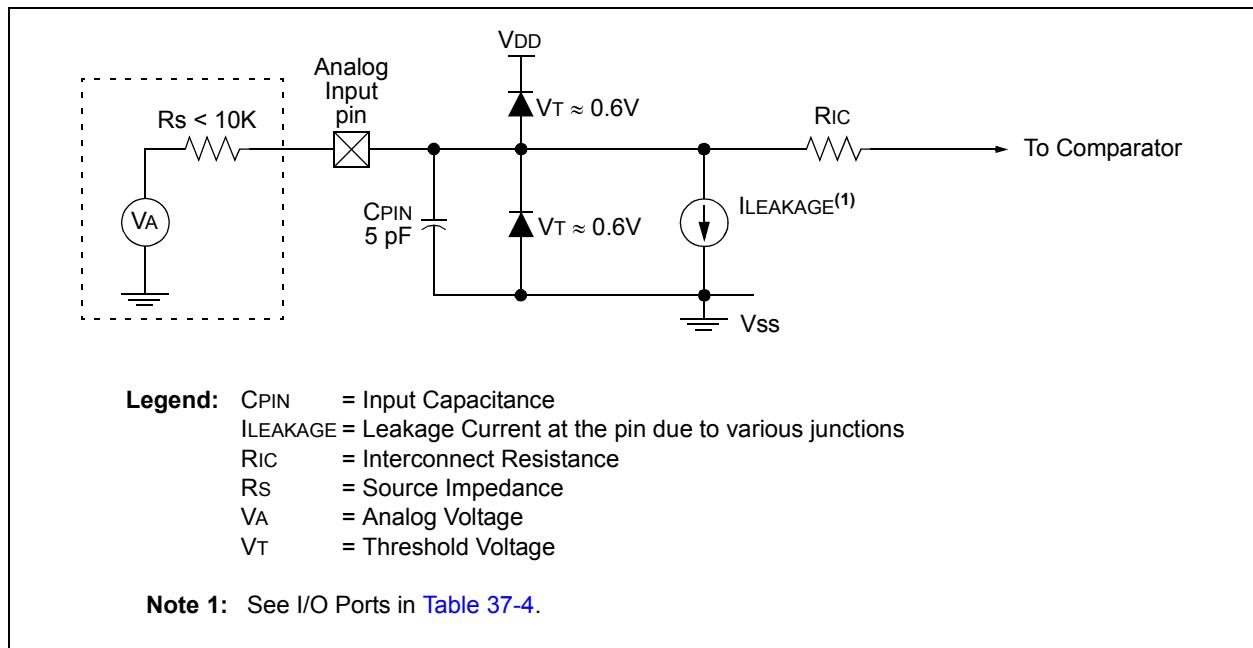 VDD
Analog
Input
pin
Rs < 10K
VT ≈ 0.6V
RIC
To Comparator
VA
CPIN
5 pF
VT ≈ 0.6V
ILEAKAGE(1)
Vss
Legend: CPIN = Input Capacitance
ILEAKAGE = Leakage Current at the pin due to various junctions
RIC = Interconnect Resistance
RS = Source Impedance
VA = Analog Voltage
VT = Threshold Voltage
Note 1: See I/O Ports in Table 37-4.